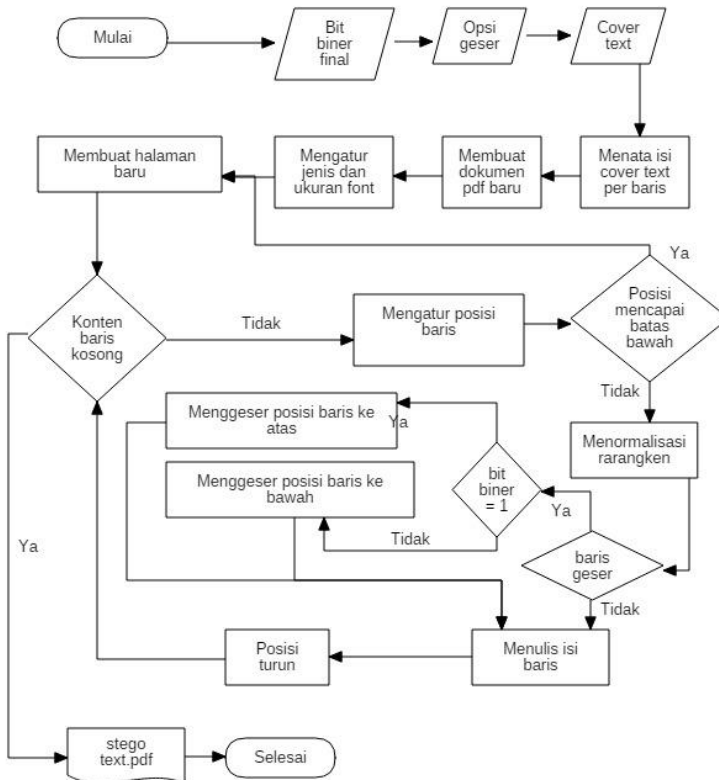 Mulai
Bit
biner
final
Opsi
geser
Cover
text
Membuat halaman
baru
Mengatur
jenis dan
ukuran font
Membuat
dokumen
pdf baru
Menata isi
cover text
per baris
Ya
Konten
baris
kosong
Tidak
Mengatur posisi
baris
Posisi
mencapai
batas
bawah
Tidak
Menggeser posisi baris ke
atas
Ya
Menormalisasi
rarangken
Menggeser posisi baris ke
bawah
bit
biner
= 1
Ya
Tidak
Ya
baris
geser
Tidak
Posisi
turun
Menulis isi
baris
stego
text.pdf
Selesai